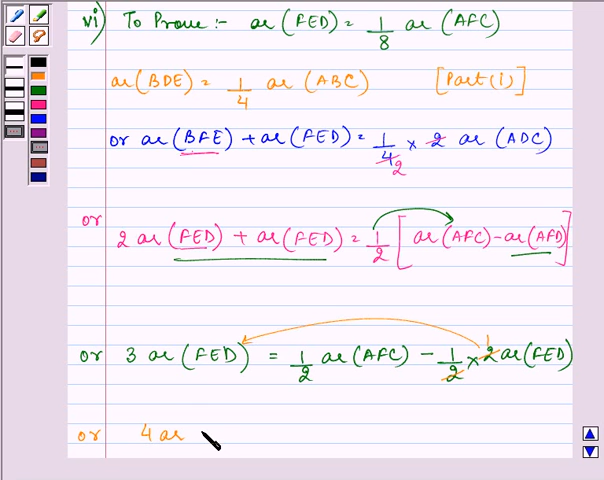 vi) To Prove :- ar (FED) = 1/8 ar (AFC)
ar (BDE) = 1/4 ar (ABC) [Part (i)]
or ar (BFE) + ar (FED) = 1/4 2 x 2 ar (ADC)
or 2 ar (FED) + ar (FED) = 1/2 [ ar (AFC) - ar (AFD) ]
or 3 ar (FED) = 1/2 ar (AFC) - 1/2 x 2 1 ar (FED)
or 4 ar